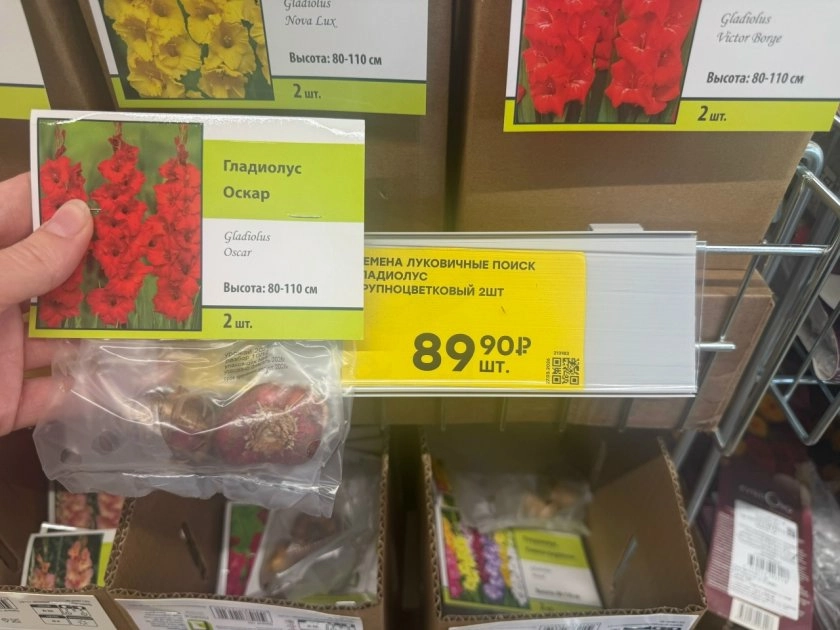 Gladiolus
Nova Lux
Высота: 80-110 см
2 шт.
Gladiolus
Victor Borge
Высота: 80-110 см
2 шт.
Гладиолус
Оскар
Gladiolus
Oscar
Высота: 80-110 см
2 шт.
ЕМЕНА ЛУКОВИЧНЫЕ ПОИСК
ЛАДИОЛУС
РУПНОЦВЕТКОВЫЙ 2ШТ
89 90₽
ШТ.